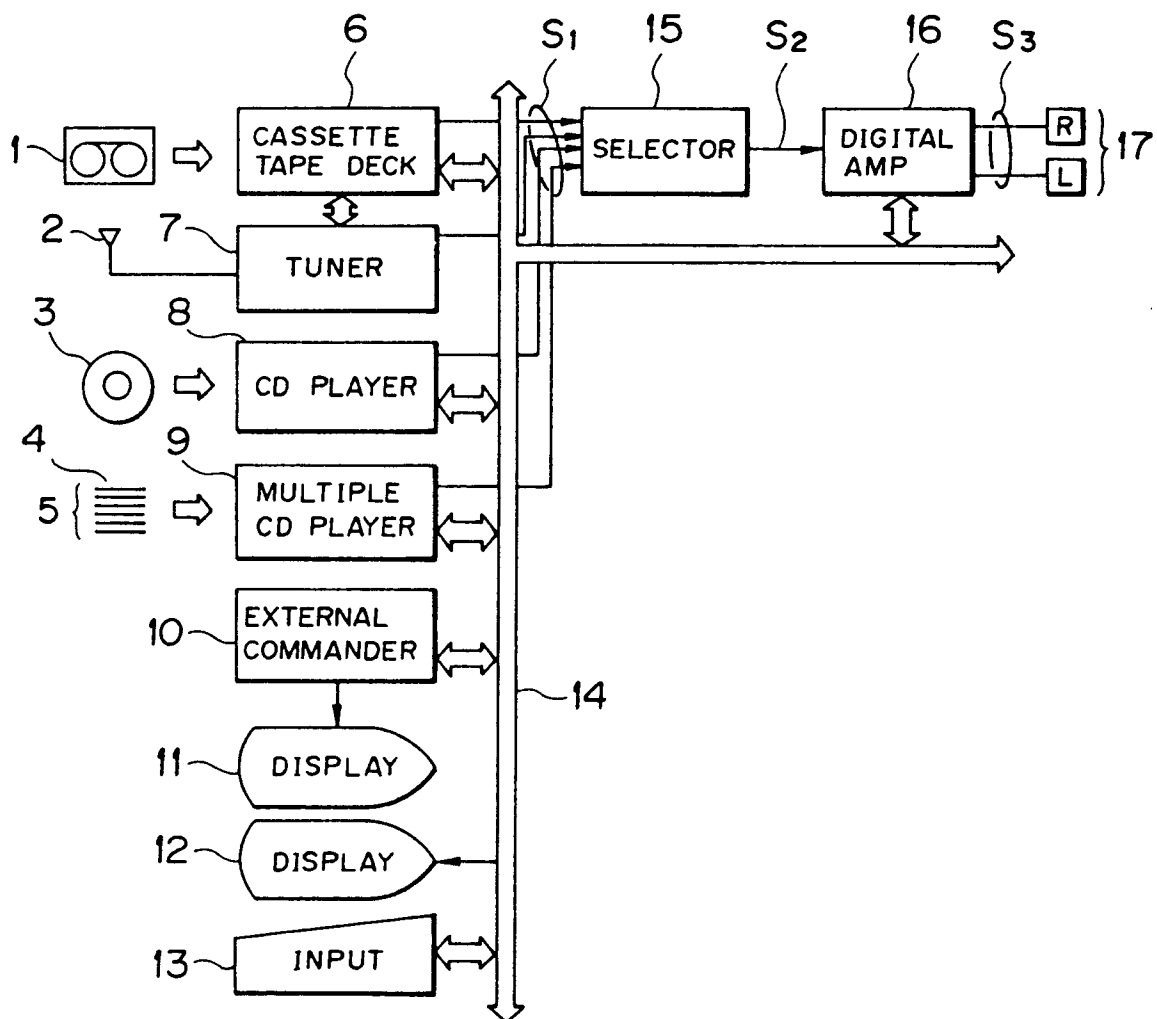 6
S1
15
S2
16
S3
1
CASSETTE
TAPE DECK
SELECTOR
DIGITAL
AMP
R
L
17
2
7
TUNER
3
8
CD PLAYER
4
5
9
MULTIPLE
CD PLAYER
10
EXTERNAL
COMMANDER
14
11
DISPLAY
12
DISPLAY
13
INPUT